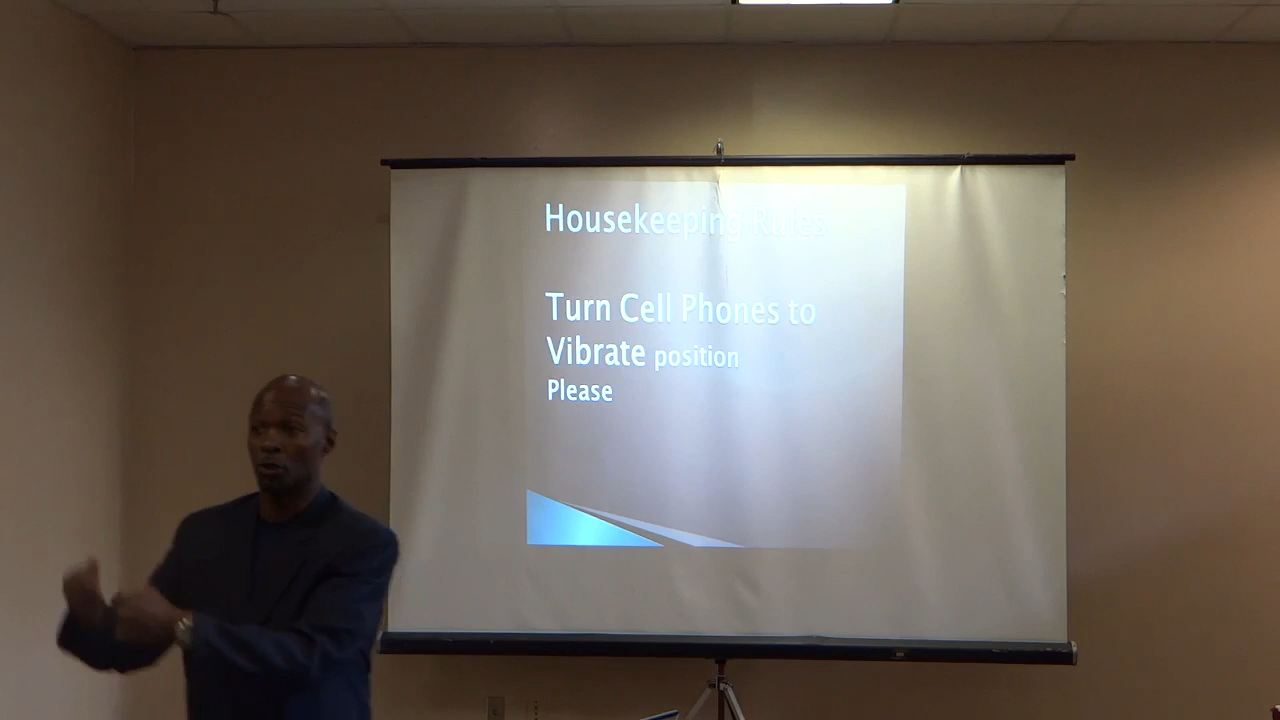 Housekeeping Rules
Turn Cell Phones to
Vibrate position
Please